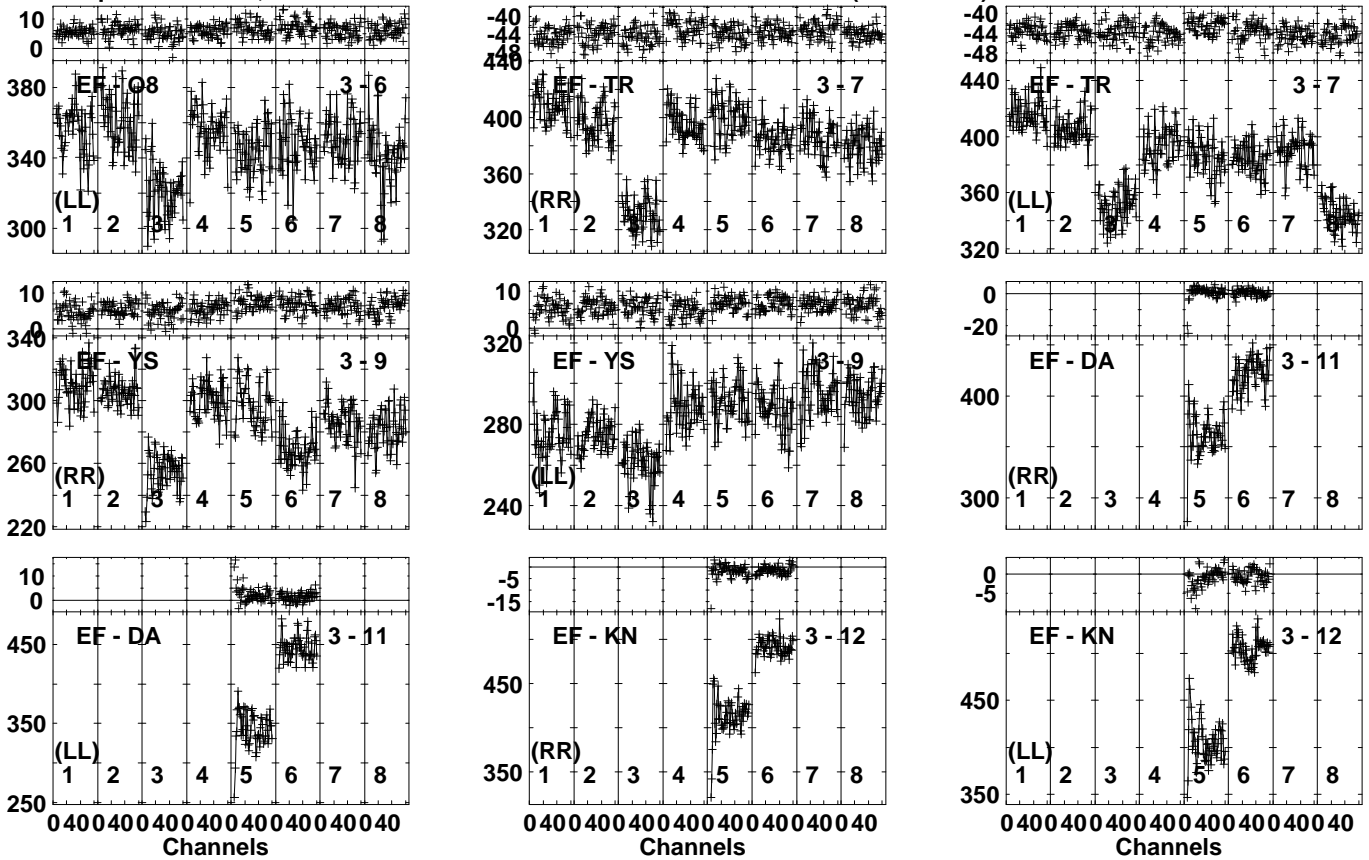 10
0
380
340
300
EF - O8
3 - 6
(LL)
1 2 3 4 5 6 7 8
-40
-44
-48
440
400
360
320
EF - TR
3 - 7
(RR)
1 2 3 4 5 6 7 8
-40
-44
-48
440
400
360
320
EF - TR
3 - 7
(LL)
1 2 3 4 5 6 7 8
10
0
340
300
260
220
EF - YS
3 - 9
(RR)
1 2 3 4 5 6 7 8
10
0
320
280
240
EF - YS
3 - 9
(LL)
1 2 3 4 5 6 7 8
0
-20
400
300
EF - DA
3 - 11
(RR)
1 2 3 4 5 6 7 8
10
0
450
350
250
EF - DA
3 - 11
(LL)
1 2 3 4 5 6 7 8
0 40 0 40 0 40 0 40 0 40 0 40 0 40 0 40
Channels
-5
-15
450
350
EF - KN
3 - 12
(RR)
1 2 3 4 5 6 7 8
0 40 0 40 0 40 0 40 0 40 0 40 0 40 0 40
Channels
0
-5
450
350
EF - KN
3 - 12
(LL)
1 2 3 4 5 6 7 8
0 40 0 40 0 40 0 40 0 40 0 40 0 40 0 40
Channels